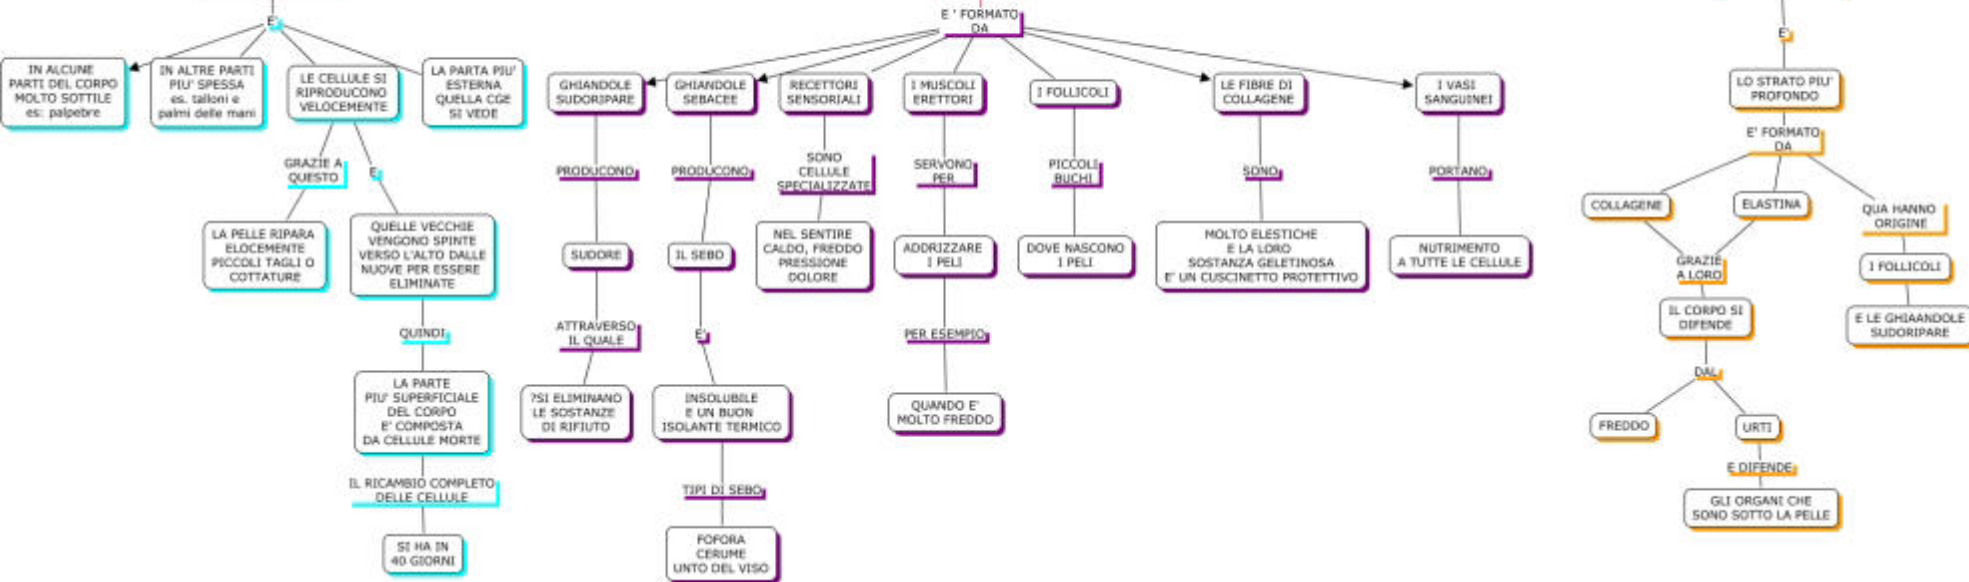 E'
IN ALCUNE
PARTI DEL CORPO
MOLTO SOTTILE
es: palpebre
IN ALTRE PARTI
PIU' SPESSA
es. talloni e
palmi delle mani
LE CELLULE SI
RIPRODUCONO
VELOCEMENTE
LA PARTA PIU'
ESTERNA
QUELLA CGE
SI VEDE
GRAZIE A
QUESTO
E
LA PELLE RIPARA
ELOCEMENTE
PICCOLI TAGLI O
COTTATURE
QUELLE VECCHIE
VENGONO SPINTE
VERSO L'ALTO DALLE
NUOVE PER ESSERE
ELIMINATE
QUINDI
LA PARTE
PIU' SUPERFICIALE
DEL CORPO
E' COMPOSTA
DA CELLULE MORTE
IL RICAMBIO COMPLETO
DELLE CELLULE
SI HA IN
40 GIORNI
E ' FORMATO
DA
GHIANDOLE
SUDORIPARE
PRODUCONO
SUDORE
ATTRAVERSO
IL QUALE
?SI ELIMINANO
LE SOSTANZE
DI RIFIUTO
GHIANDOLE
SEBACEE
PRODUCONO
IL SEBO
E'
INSOLUBILE
E UN BUON
ISOLANTE TERMICO
TIPI DI SEBO
FOFORA
CERUME
UNTO DEL VISO
RECETTORI
SENSORIALI
SONO
CELLULE
SPECIALIZZATE
NEL SENTIRE
CALDO, FREDDO
PRESSIONE
DOLORE
I MUSCOLI
ERETTORI
SERVONO
PER
ADDRIZZARE
I PELI
PER ESEMPIO
QUANDO E'
MOLTO FREDDO
I FOLLICOLI
PICCOLI
BUCHI
DOVE NASCONO
I PELI
LE FIBRE DI
COLLAGENE
SONO
MOLTO ELESTICHE
E LA LORO
SOSTANZA GELETINOSA
E' UN CUSCINETTO PROTETTIVO
I VASI
SANGUINEI
PORTANO
NUTRIMENTO
A TUTTE LE CELLULE
E'
LO STRATO PIU'
PROFONDO
E' FORMATO
DA
COLLAGENE
ELASTINA
GRAZIE
A LORO
IL CORPO SI
DIFENDE
DAL
FREDDO
URTI
E DIFENDE
GLI ORGANI CHE
SONO SOTTO LA PELLE
QUA HANNO
ORIGINE
I FOLLICOLI
E LE GHIAANDOLE
SUDORIPARE